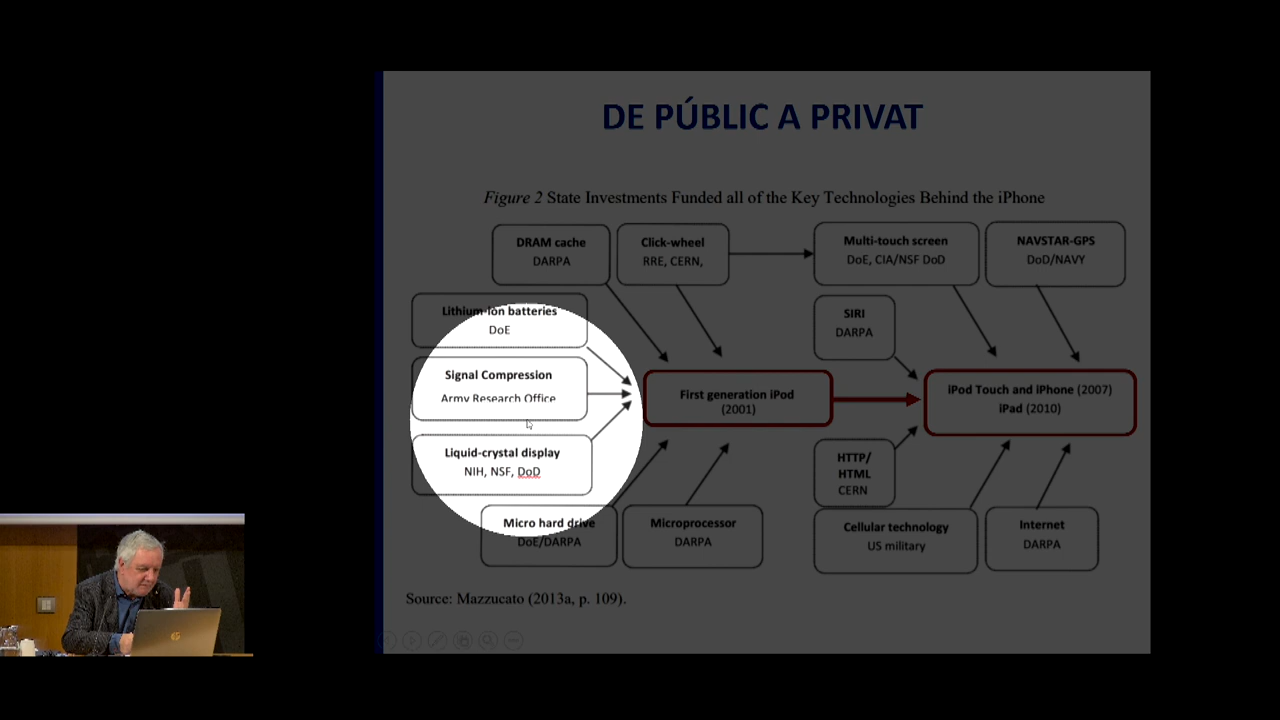 DE PÚBLIC A PRIVAT
Figure 2 State Investments Funded all of the Key Technologies Behind the iPhone
DRAM cache
DARPA
Click-wheel
RRE, CERN,
Multi-touch screen
DoE, CIA/NSF DoD
NAVSTAR-GPS
DoD/NAVY
Lithium-ion batteries
DoE
SIRI
DARPA
Signal Compression
Army Research Office
First generation iPod
(2001)
iPod Touch and iPhone (2007)
iPad (2010)
Liquid-crystal display
NIH, NSF, DoD
HTTP/
HTML
CERN
Micro hard drive
DoE/DARPA
Microprocessor
DARPA
Cellular technology
US military
Internet
DARPA
Source: Mazzucato (2013a, p. 109).
hp